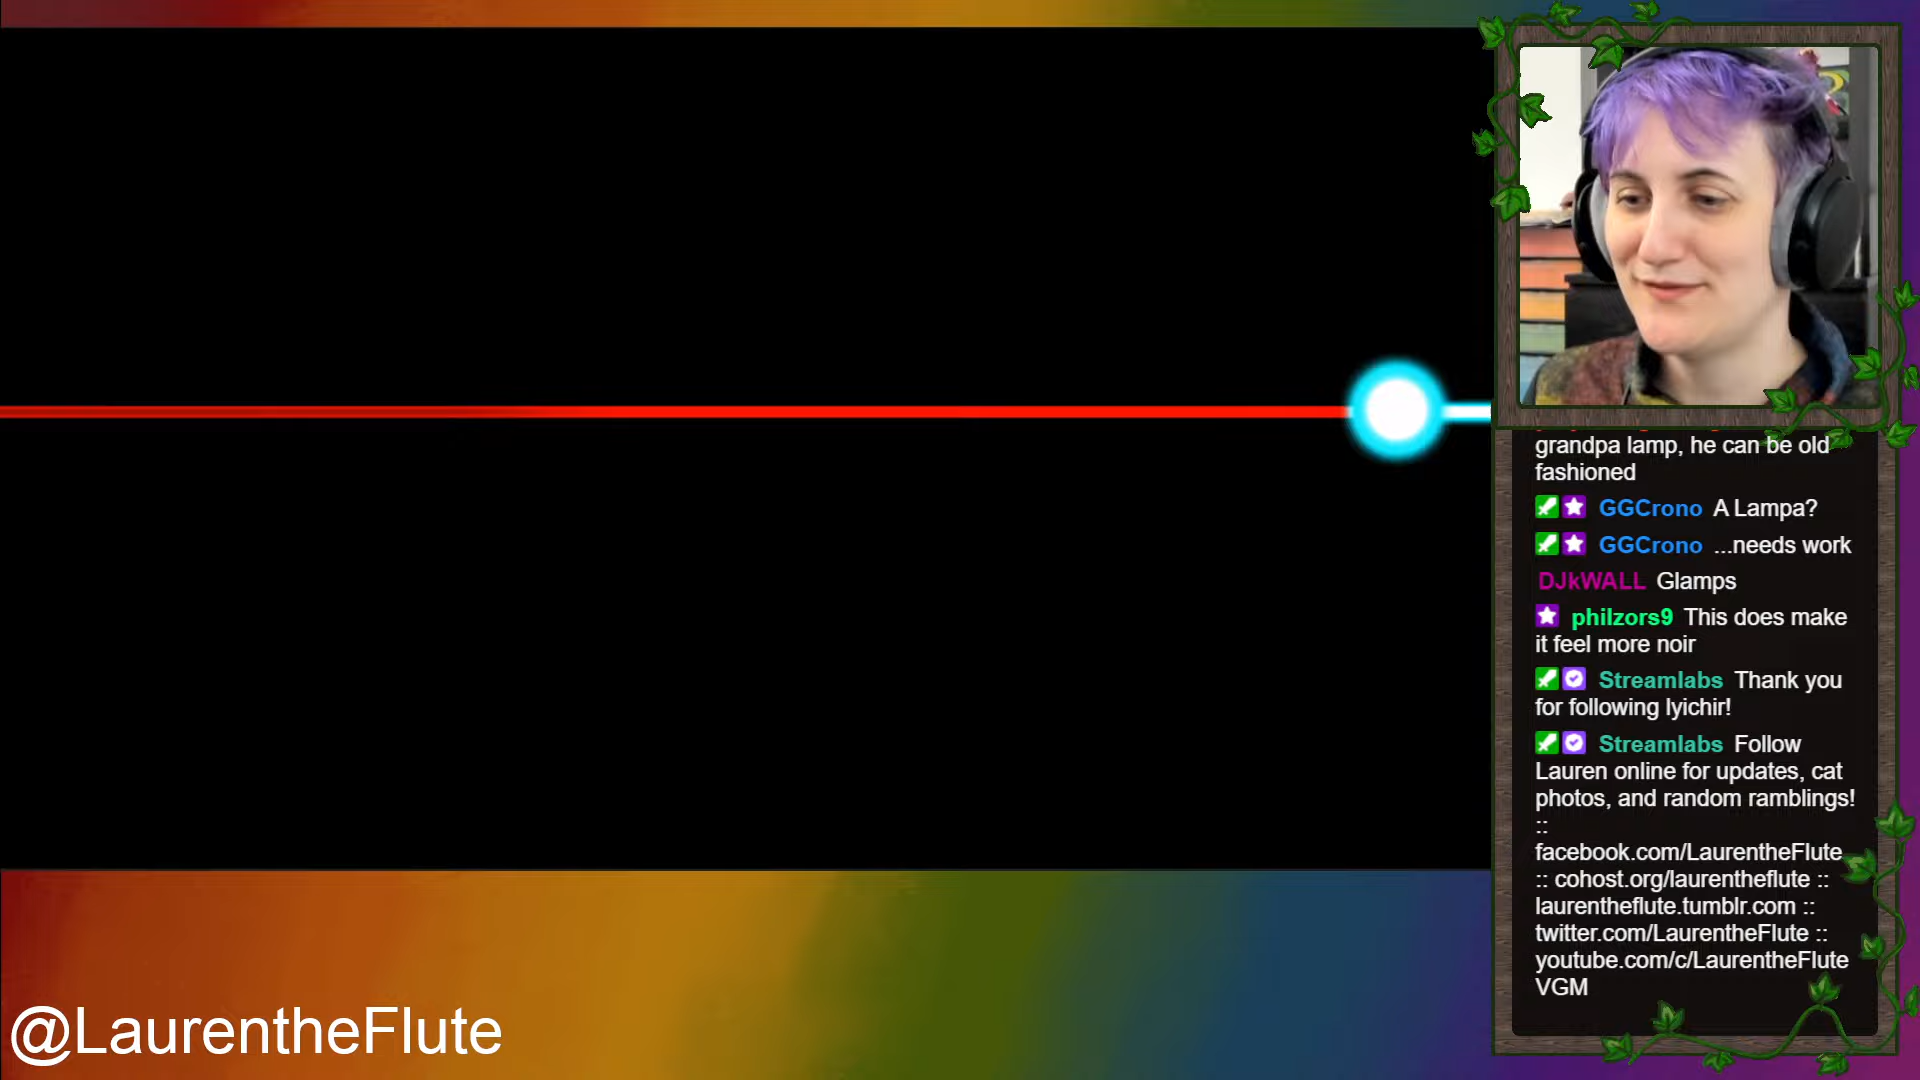 grandpa lamp, he can be old
fashioned
GGCrono A Lampa?
GGCrono ...needs work
DJkWALL Glamps
philzors9 This does make
it feel more noir
Streamlabs Thank you
for following lyichir!
Streamlabs Follow
Lauren online for updates, cat
photos, and random ramblings!
::
facebook.com/LaurentheFlute
:: cohost.org/laurentheflute ::
laurentheflute.tumblr.com ::
twitter.com/LaurentheFlute ::
youtube.com/c/LaurentheFlute
VGM
@LaurentheFlute